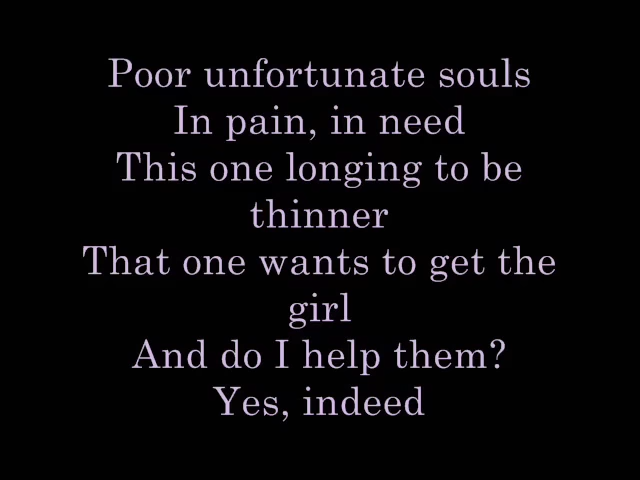 Poor unfortunate souls
In pain, in need
This one longing to be
thinner
That one wants to get the
girl
And do I help them?
Yes, indeed